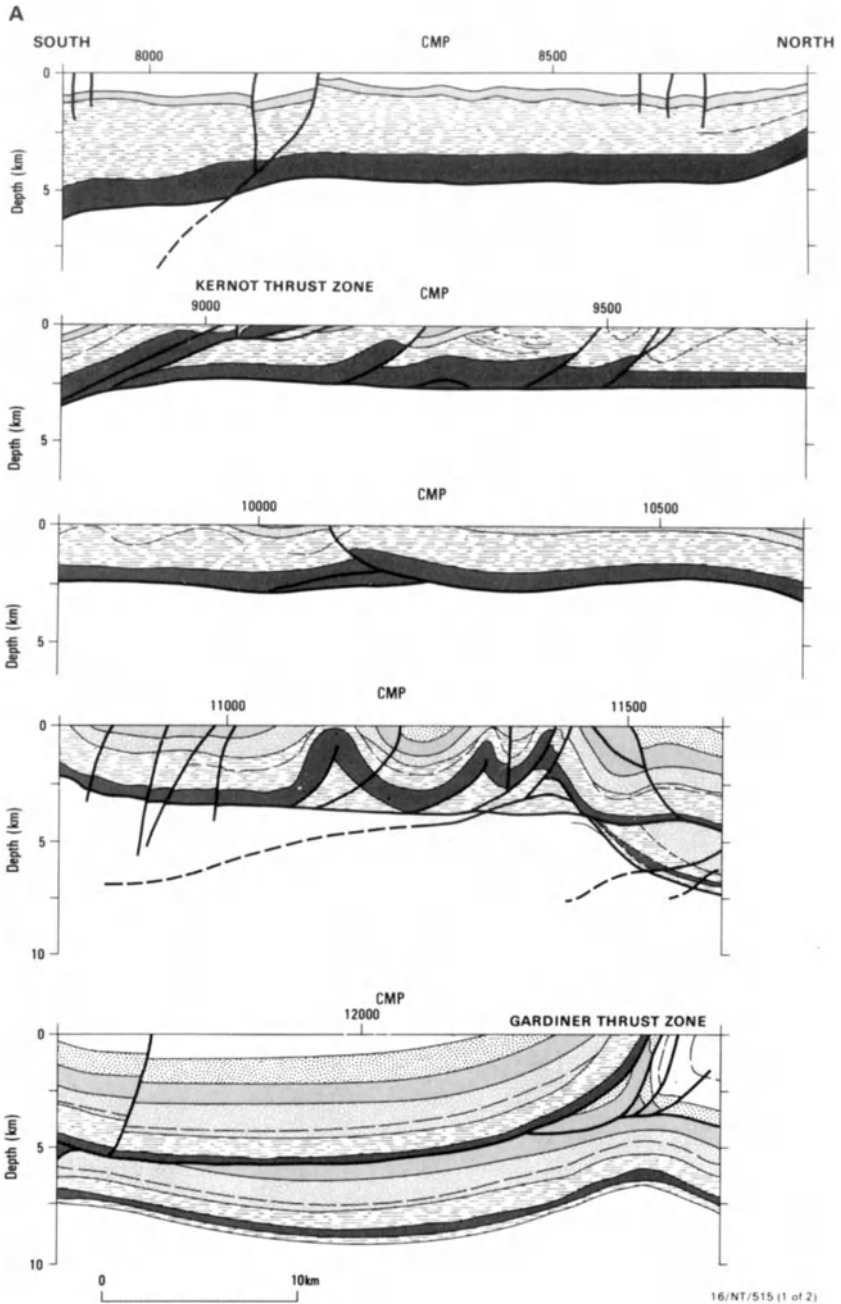 A
SOUTH CMP NORTH
8000 8500
0
5
Depth (km)
KERNOT THRUST ZONE CMP
9000 9500
0
5
Depth (km)
CMP
10000 10500
0
5
Depth (km)
CMP
11000 11500
0
5
10
Depth (km)
CMP
12000 GARDINER THRUST ZONE
0
5
10
Depth (km)
0 10km
16/NT/515 (1 of 2)